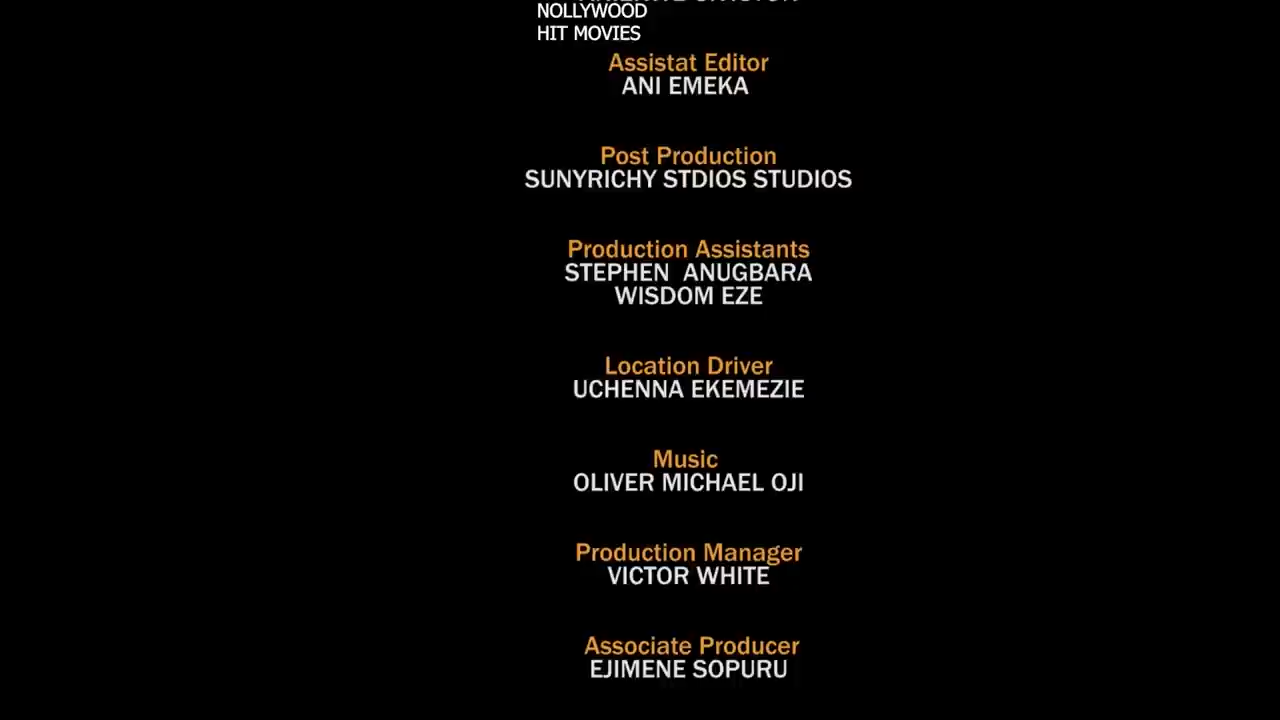 NOLLYWOOD
HIT MOVIES
Assistat Editor
ANI EMEKA
Post Production
SUNYRICHY STDIOS STUDIOS
Production Assistants
STEPHEN  ANUGBARA
WISDOM EZE
Location Driver
UCHENNA EKEMEZIE
Music
OLIVER MICHAEL OJI
Production Manager
VICTOR WHITE
Associate Producer
EJIMENE SOPURU